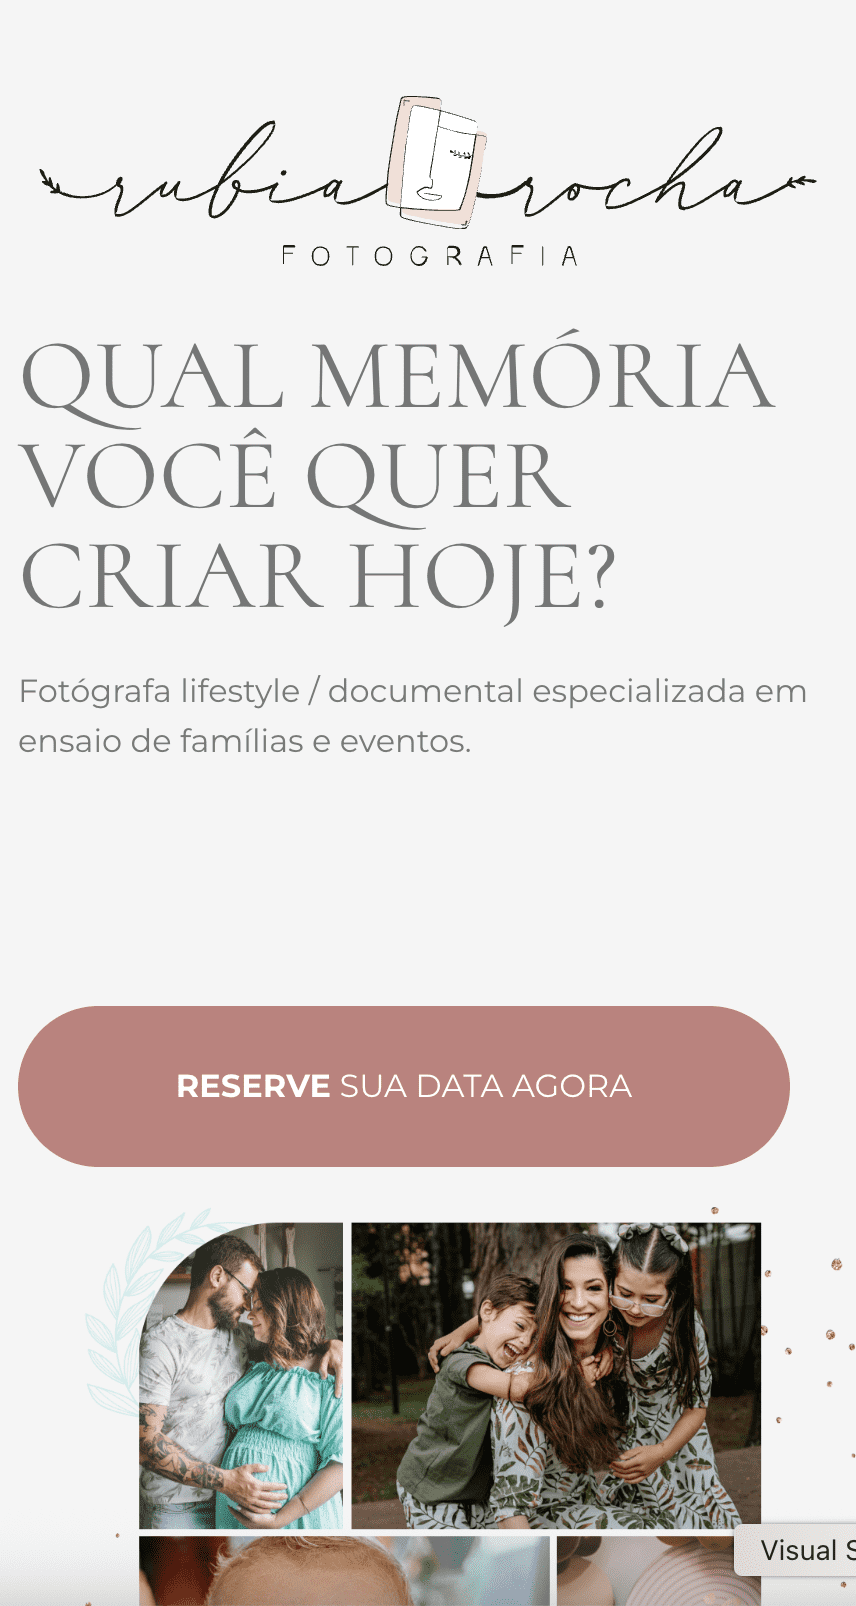 rubia rocha
FOTOGRAFIA
QUAL MEMÓRIA
VOCÊ QUER
CRIAR HOJE?
Fotógrafa lifestyle / documental especializada em
ensaio de famílias e eventos.
RESERVE SUA DATA AGORA
Visual S